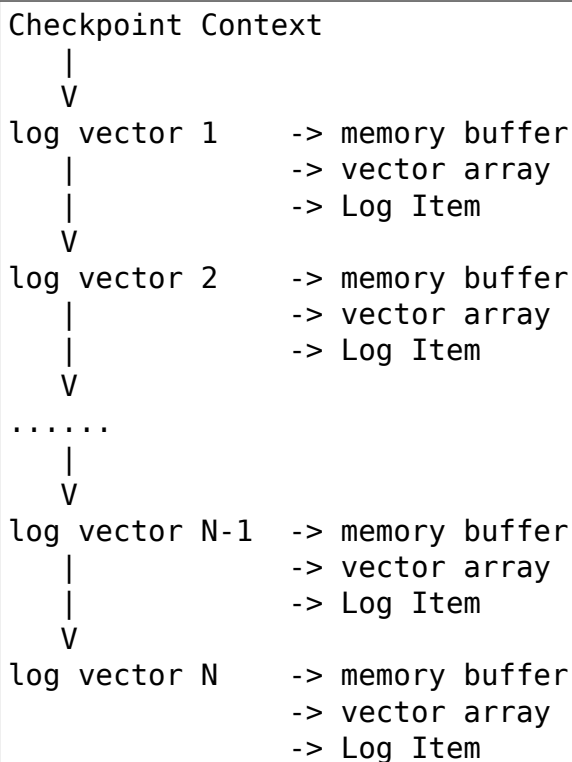 Checkpoint Context
   |
   V
log vector 1    -> memory buffer
   |            -> vector array
   |            -> Log Item
   V
log vector 2    -> memory buffer
   |            -> vector array
   |            -> Log Item
   V
......
   |
   V
log vector N-1  -> memory buffer
   |            -> vector array
   |            -> Log Item
   V
log vector N    -> memory buffer
                -> vector array
                -> Log Item